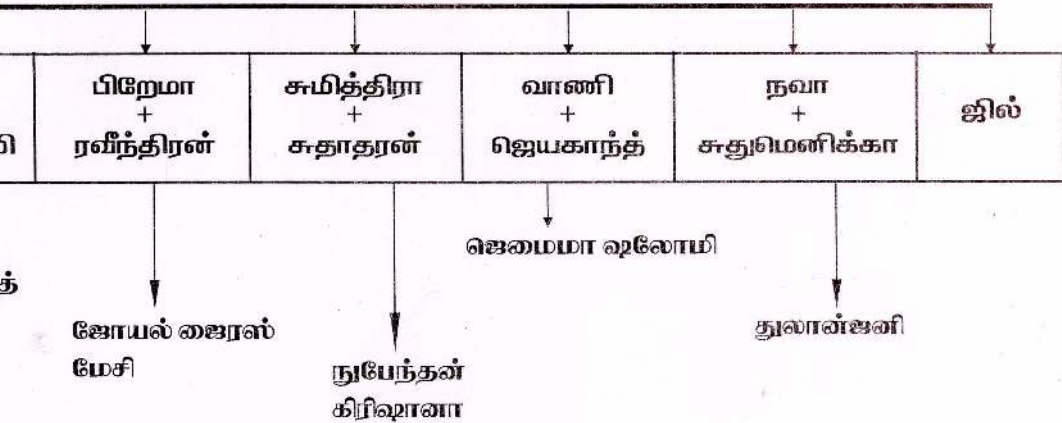 பிறேமா
+
ரவீந்திரன்
சுமித்திரா
+
சுதாதரன்
வாணி
+
ஜெயகாந்த்
நவா
+
சுதுமெனிக்கா
ஜில்
ஜெமைமா ஷலோமி
ஜோயல் ஜைரஸ்
மேசி
நுபேந்தன்
கிரிஷானா
துலான்ஜனி